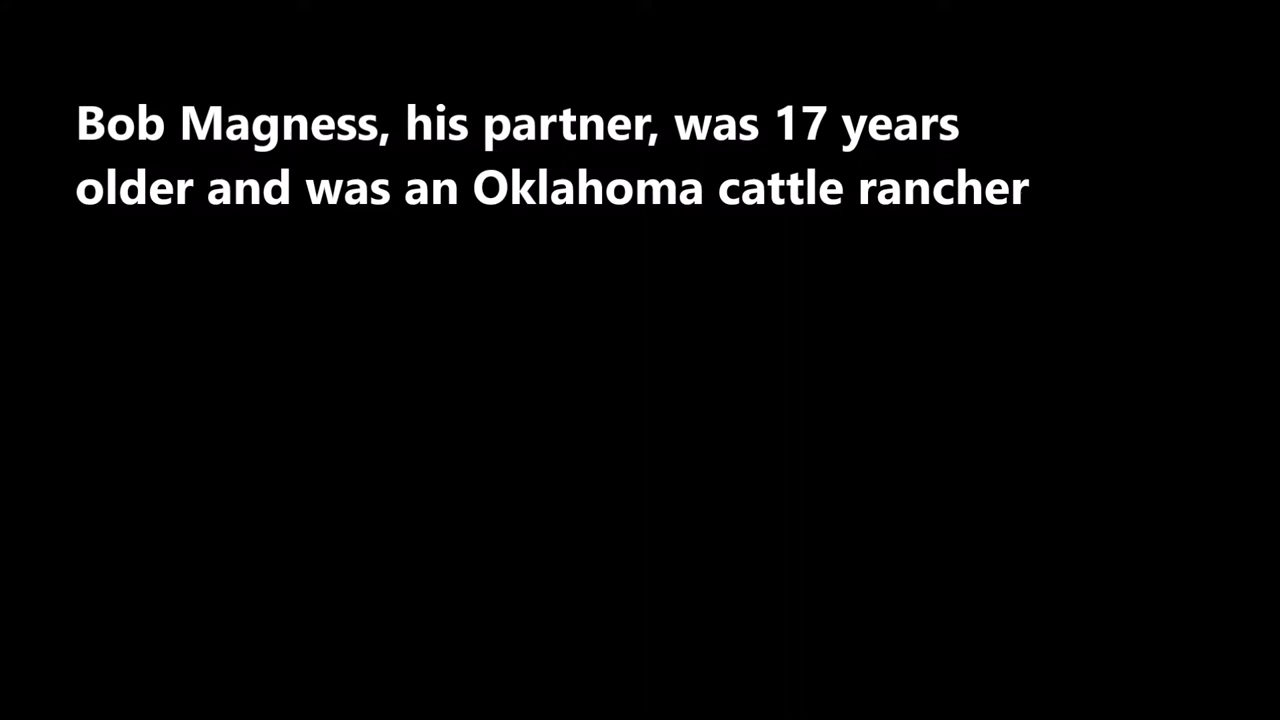 Bob Magness, his partner, was 17 years
older and was an Oklahoma cattle rancher